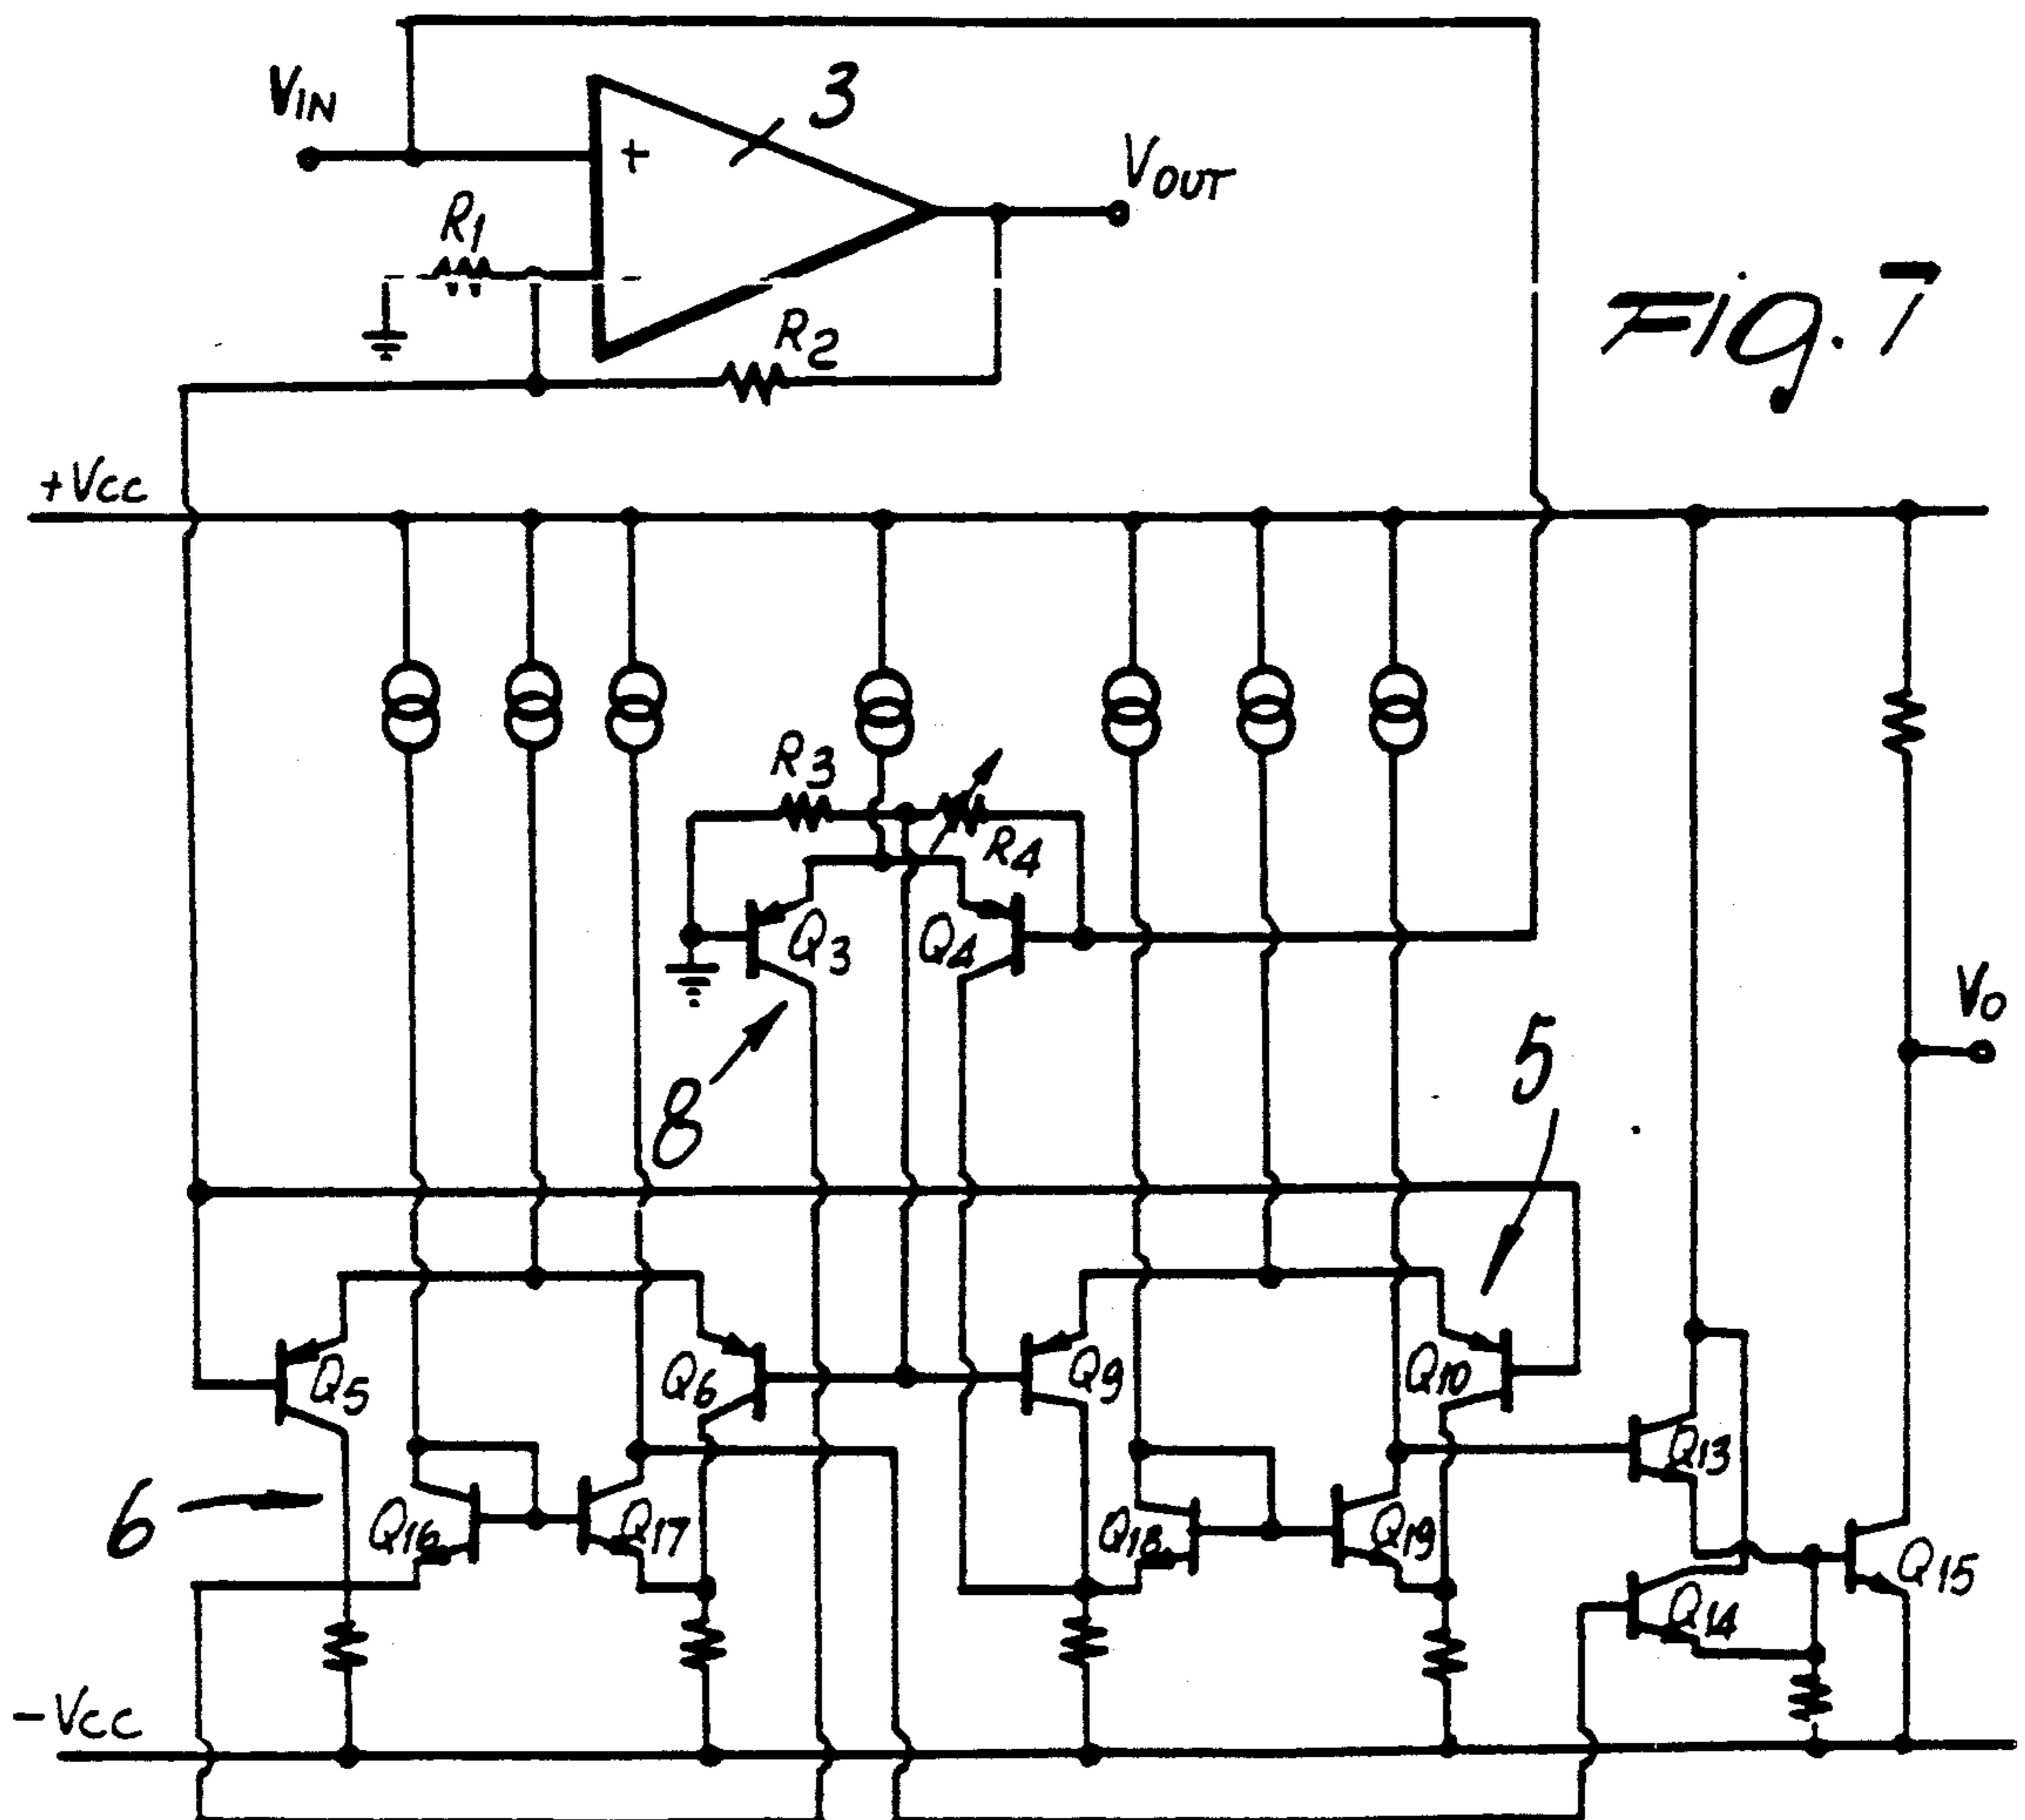 VIN
3
+
VOUT
R1
-
R2
Fig. 7
+Vcc
R3
R4
Q3
Q4
Vo
8
5
Q5
Q6
Q9
Q10
Q13
6
Q16
Q17
Q18
Q19
Q15
Q14
-Vcc